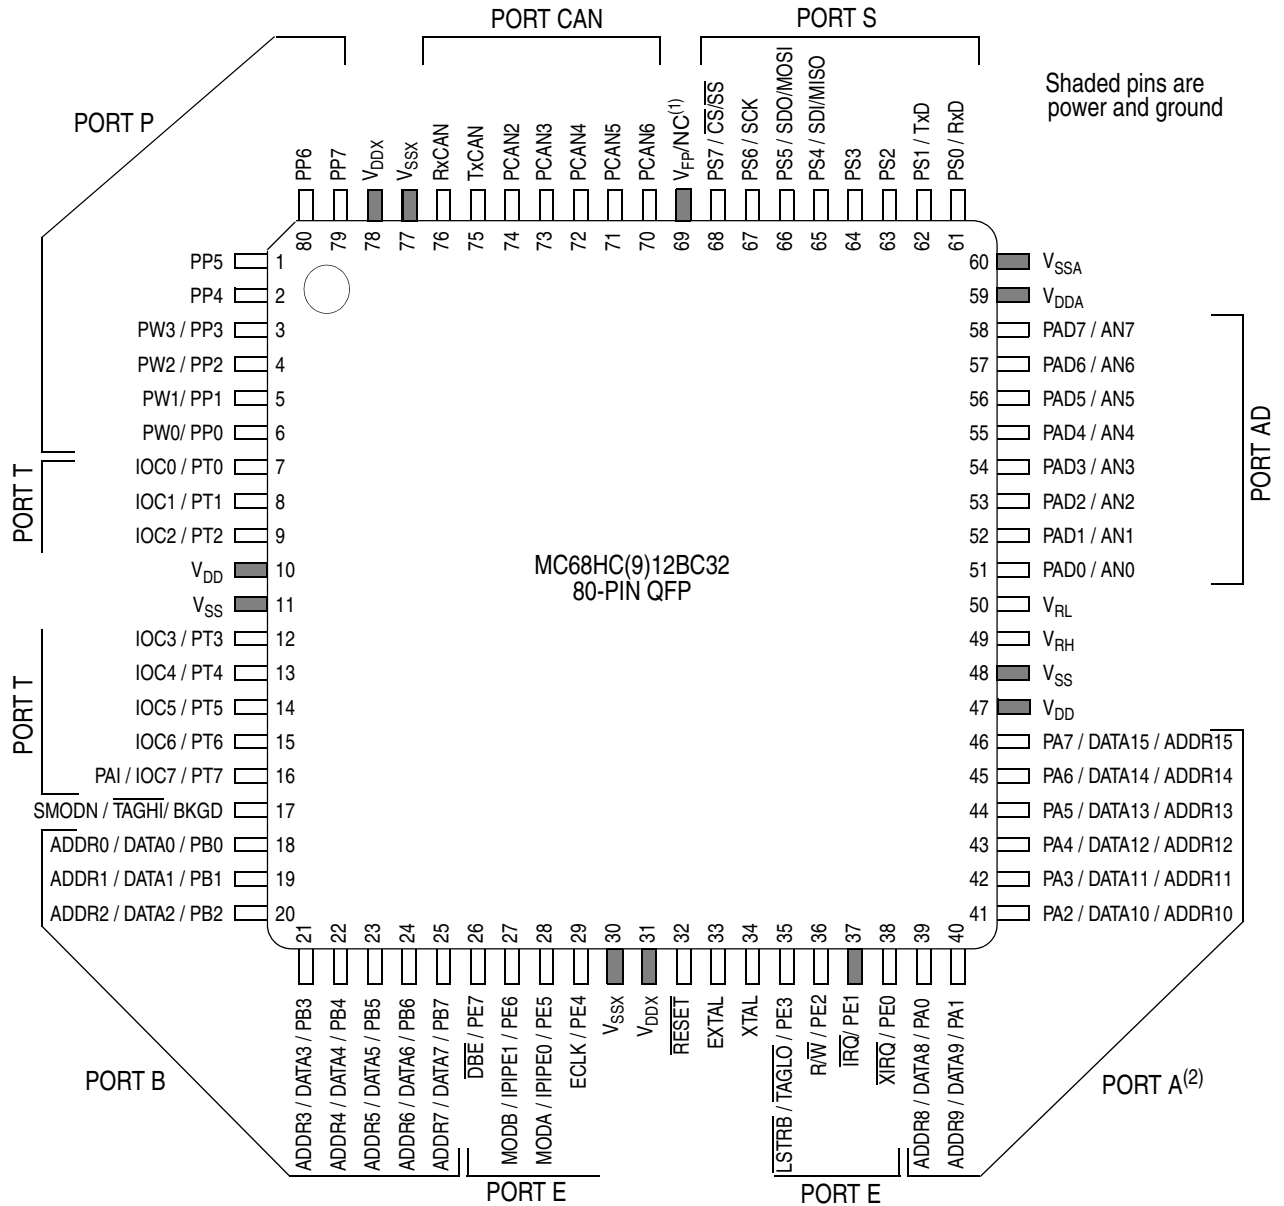 PORT CAN
PORT S
PORT P
Shaded pins are
power and ground
PP6
PP7
VDDX
VSSX
RxCAN
TxCAN
PCAN2
PCAN3
PCAN4
PCAN5
PCAN6
VFP/NC(1)
PS7 / CS/SS
PS6 / SCK
PS5 / SDO/MOSI
PS4 / SDI/MISO
PS3
PS2
PS1 / TxD
PS0 / RxD
80
79
78
77
76
75
74
73
72
71
70
69
68
67
66
65
64
63
62
61
PP5 1
PP4 2
PW3 / PP3 3
PW2 / PP2 4
PW1/ PP1 5
PW0/ PP0 6
IOC0 / PT0 7
IOC1 / PT1 8
IOC2 / PT2 9
VDD 10
VSS 11
IOC3 / PT3 12
IOC4 / PT4 13
IOC5 / PT5 14
IOC6 / PT6 15
PAI / IOC7 / PT7 16
SMODN / TAGHI/ BKGD 17
ADDR0 / DATA0 / PB0 18
ADDR1 / DATA1 / PB1 19
ADDR2 / DATA2 / PB2 20
PORT T
PORT T
MC68HC(9)12BC32
80-PIN QFP
60 VSSA
59 VDDA
58 PAD7 / AN7
57 PAD6 / AN6
56 PAD5 / AN5
55 PAD4 / AN4
54 PAD3 / AN3
53 PAD2 / AN2
52 PAD1 / AN1
51 PAD0 / AN0
50 VRL
49 VRH
48 VSS
47 VDD
46 PA7 / DATA15 / ADDR15
45 PA6 / DATA14 / ADDR14
44 PA5 / DATA13 / ADDR13
43 PA4 / DATA12 / ADDR12
42 PA3 / DATA11 / ADDR11
41 PA2 / DATA10 / ADDR10
PORT AD
21
22
23
24
25
26
27
28
29
30
31
32
33
34
35
36
37
38
39
40
ADDR3 / DATA3 / PB3
ADDR4 / DATA4 / PB4
ADDR5 / DATA5 / PB5
ADDR6 / DATA6 / PB6
ADDR7 / DATA7 / PB7
DBE / PE7
MODB / IPIPE1 / PE6
MODA / IPIPE0 / PE5
ECLK / PE4
VSSX
VDDX
RESET
EXTAL
XTAL
LSTRB / TAGLO / PE3
R/W / PE2
IRQ/ PE1
XIRQ / PE0
ADDR8 / DATA8 / PA0
ADDR9 / DATA9 / PA1
PORT B
PORT A(2)
PORT E
PORT E